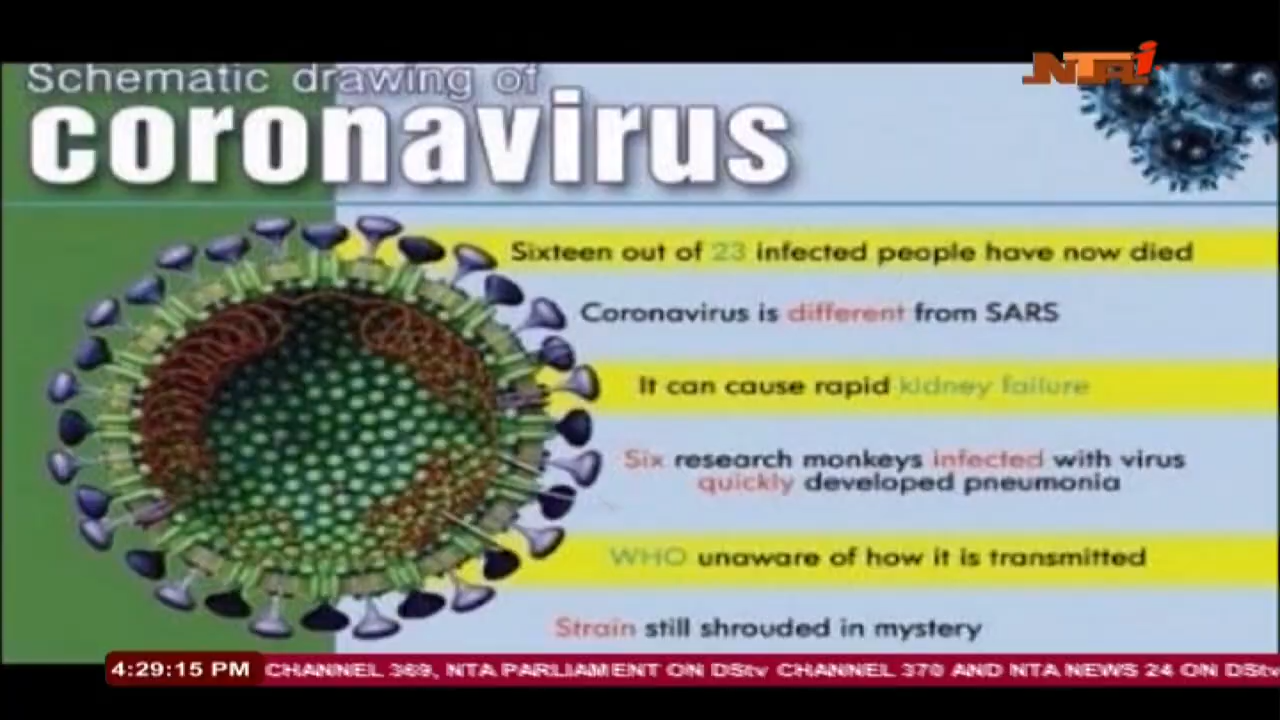 NTAi
Schematic drawing of
coronavirus
Sixteen out of 23 infected people have now died
Coronavirus is different from SARS
It can cause rapid kidney failure
Six research monkeys infected with virus
quickly developed pneumonia
WHO unaware of how it is transmitted
Strain still shrouded in mystery
4:29:15 PM CHANNEL 369, NTA PARLIAMENT ON DStv CHANNEL 370 AND NTA NEWS 24 ON DStv